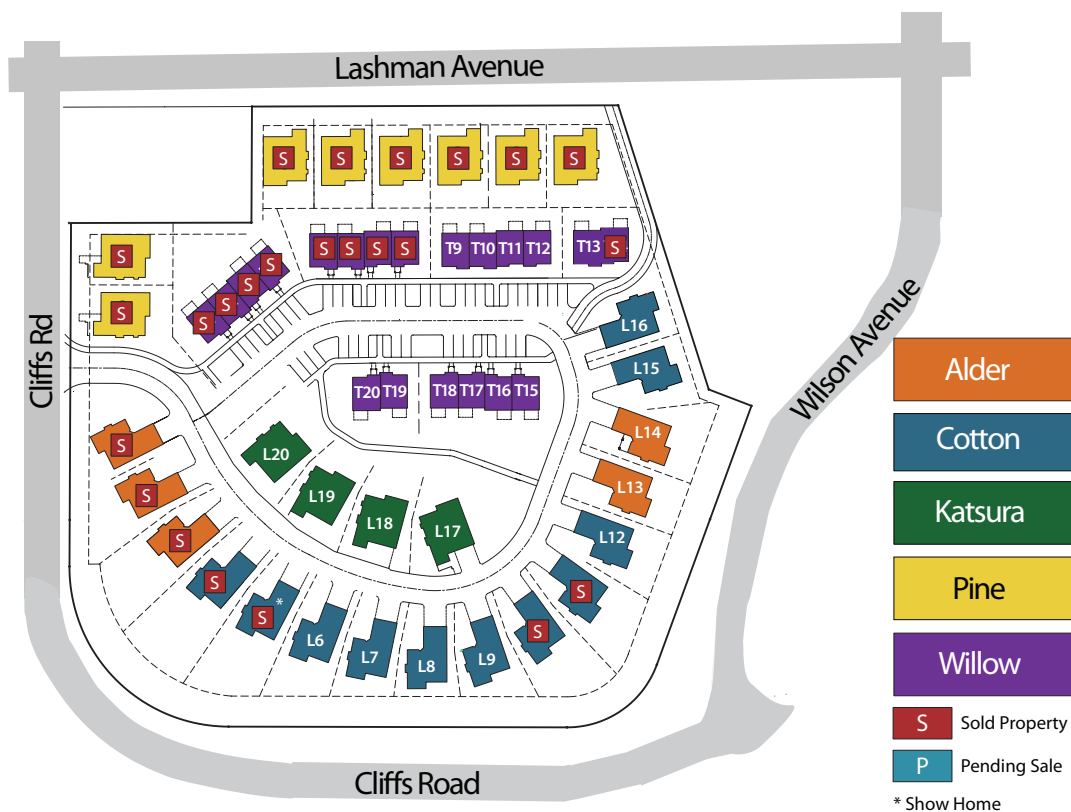 Lashman Avenue
S S S S S S
S S S S T9 T10 T11 T12 T13 S
S
S
S
S
S
S
L16
Cliffs Rd
L15
Wilson Avenue
T20 T19 T18 T17 T16 T15
Alder
S
L20
L14
Cotton
S
L19
L13
L18
L17
Katsura
S
L12
S
S
Pine
S *
L6
L7
L8
L9
S
Willow
S Sold Property
P Pending Sale
Cliffs Road
* Show Home